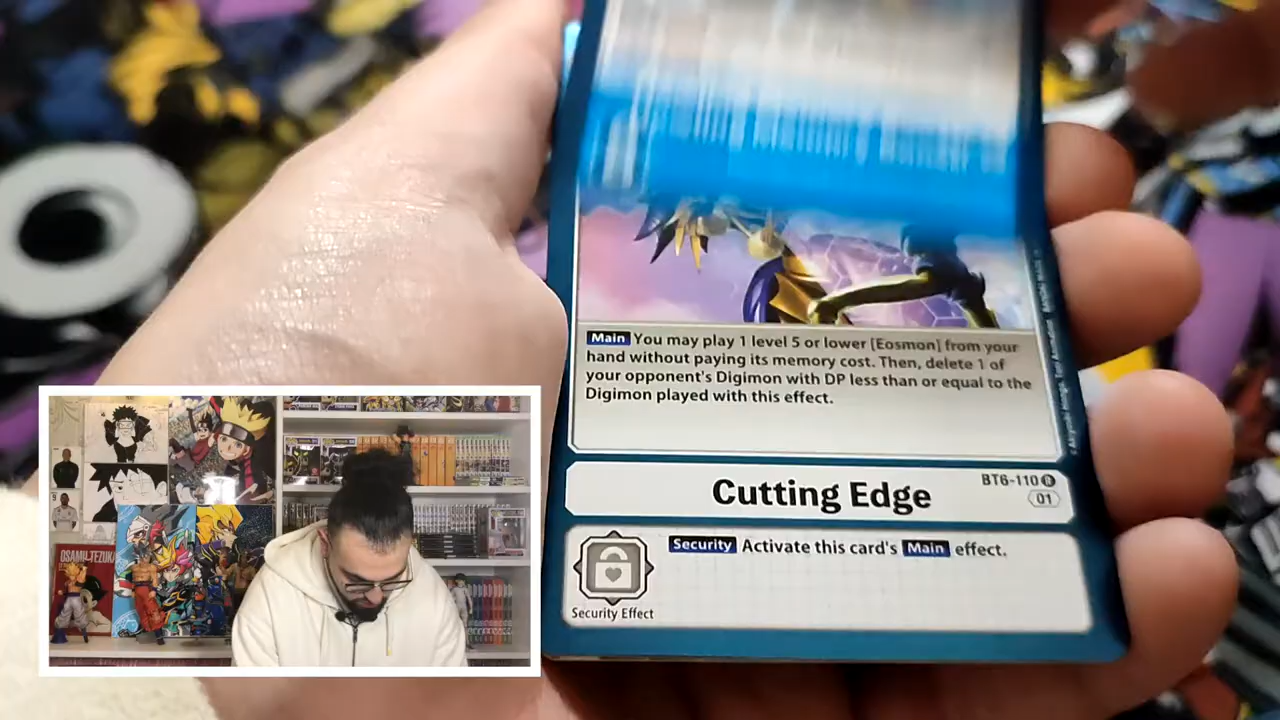 Main You may play 1 level 5 or lower [Eosmon] from your
hand without paying its memory cost. Then, delete 1 of
your opponent's Digimon with DP less than or equal to the
Digimon played with this effect.
BT6-110 R
Cutting Edge
01
Security Activate this card's Main effect.
Security Effect
OSAMU TEZUKA